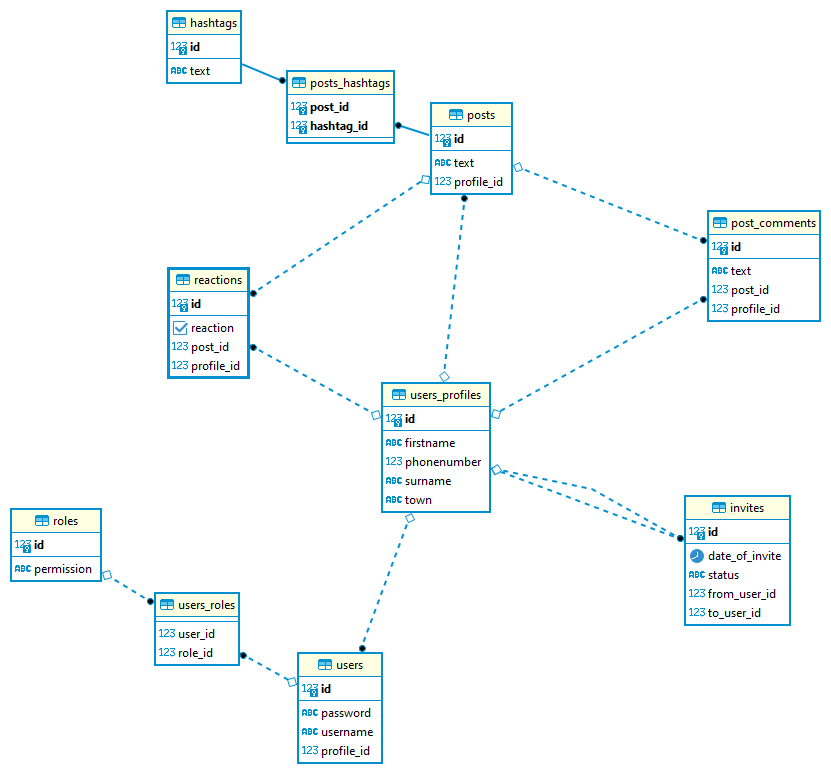 hashtags
123 id
ABC text
posts_hashtags
123 post_id
123 hashtag_id
posts
123 id
ABC text
123 profile_id
post_comments
123 id
ABC text
123 post_id
123 profile_id
reactions
123 id
reaction
123 post_id
123 profile_id
users_profiles
123 id
ABC firstname
123 phonenumber
ABC surname
ABC town
invites
123 id
date_of_invite
ABC status
123 from_user_id
123 to_user_id
roles
123 id
ABC permission
users_roles
123 user_id
123 role_id
users
123 id
ABC password
ABC username
123 profile_id